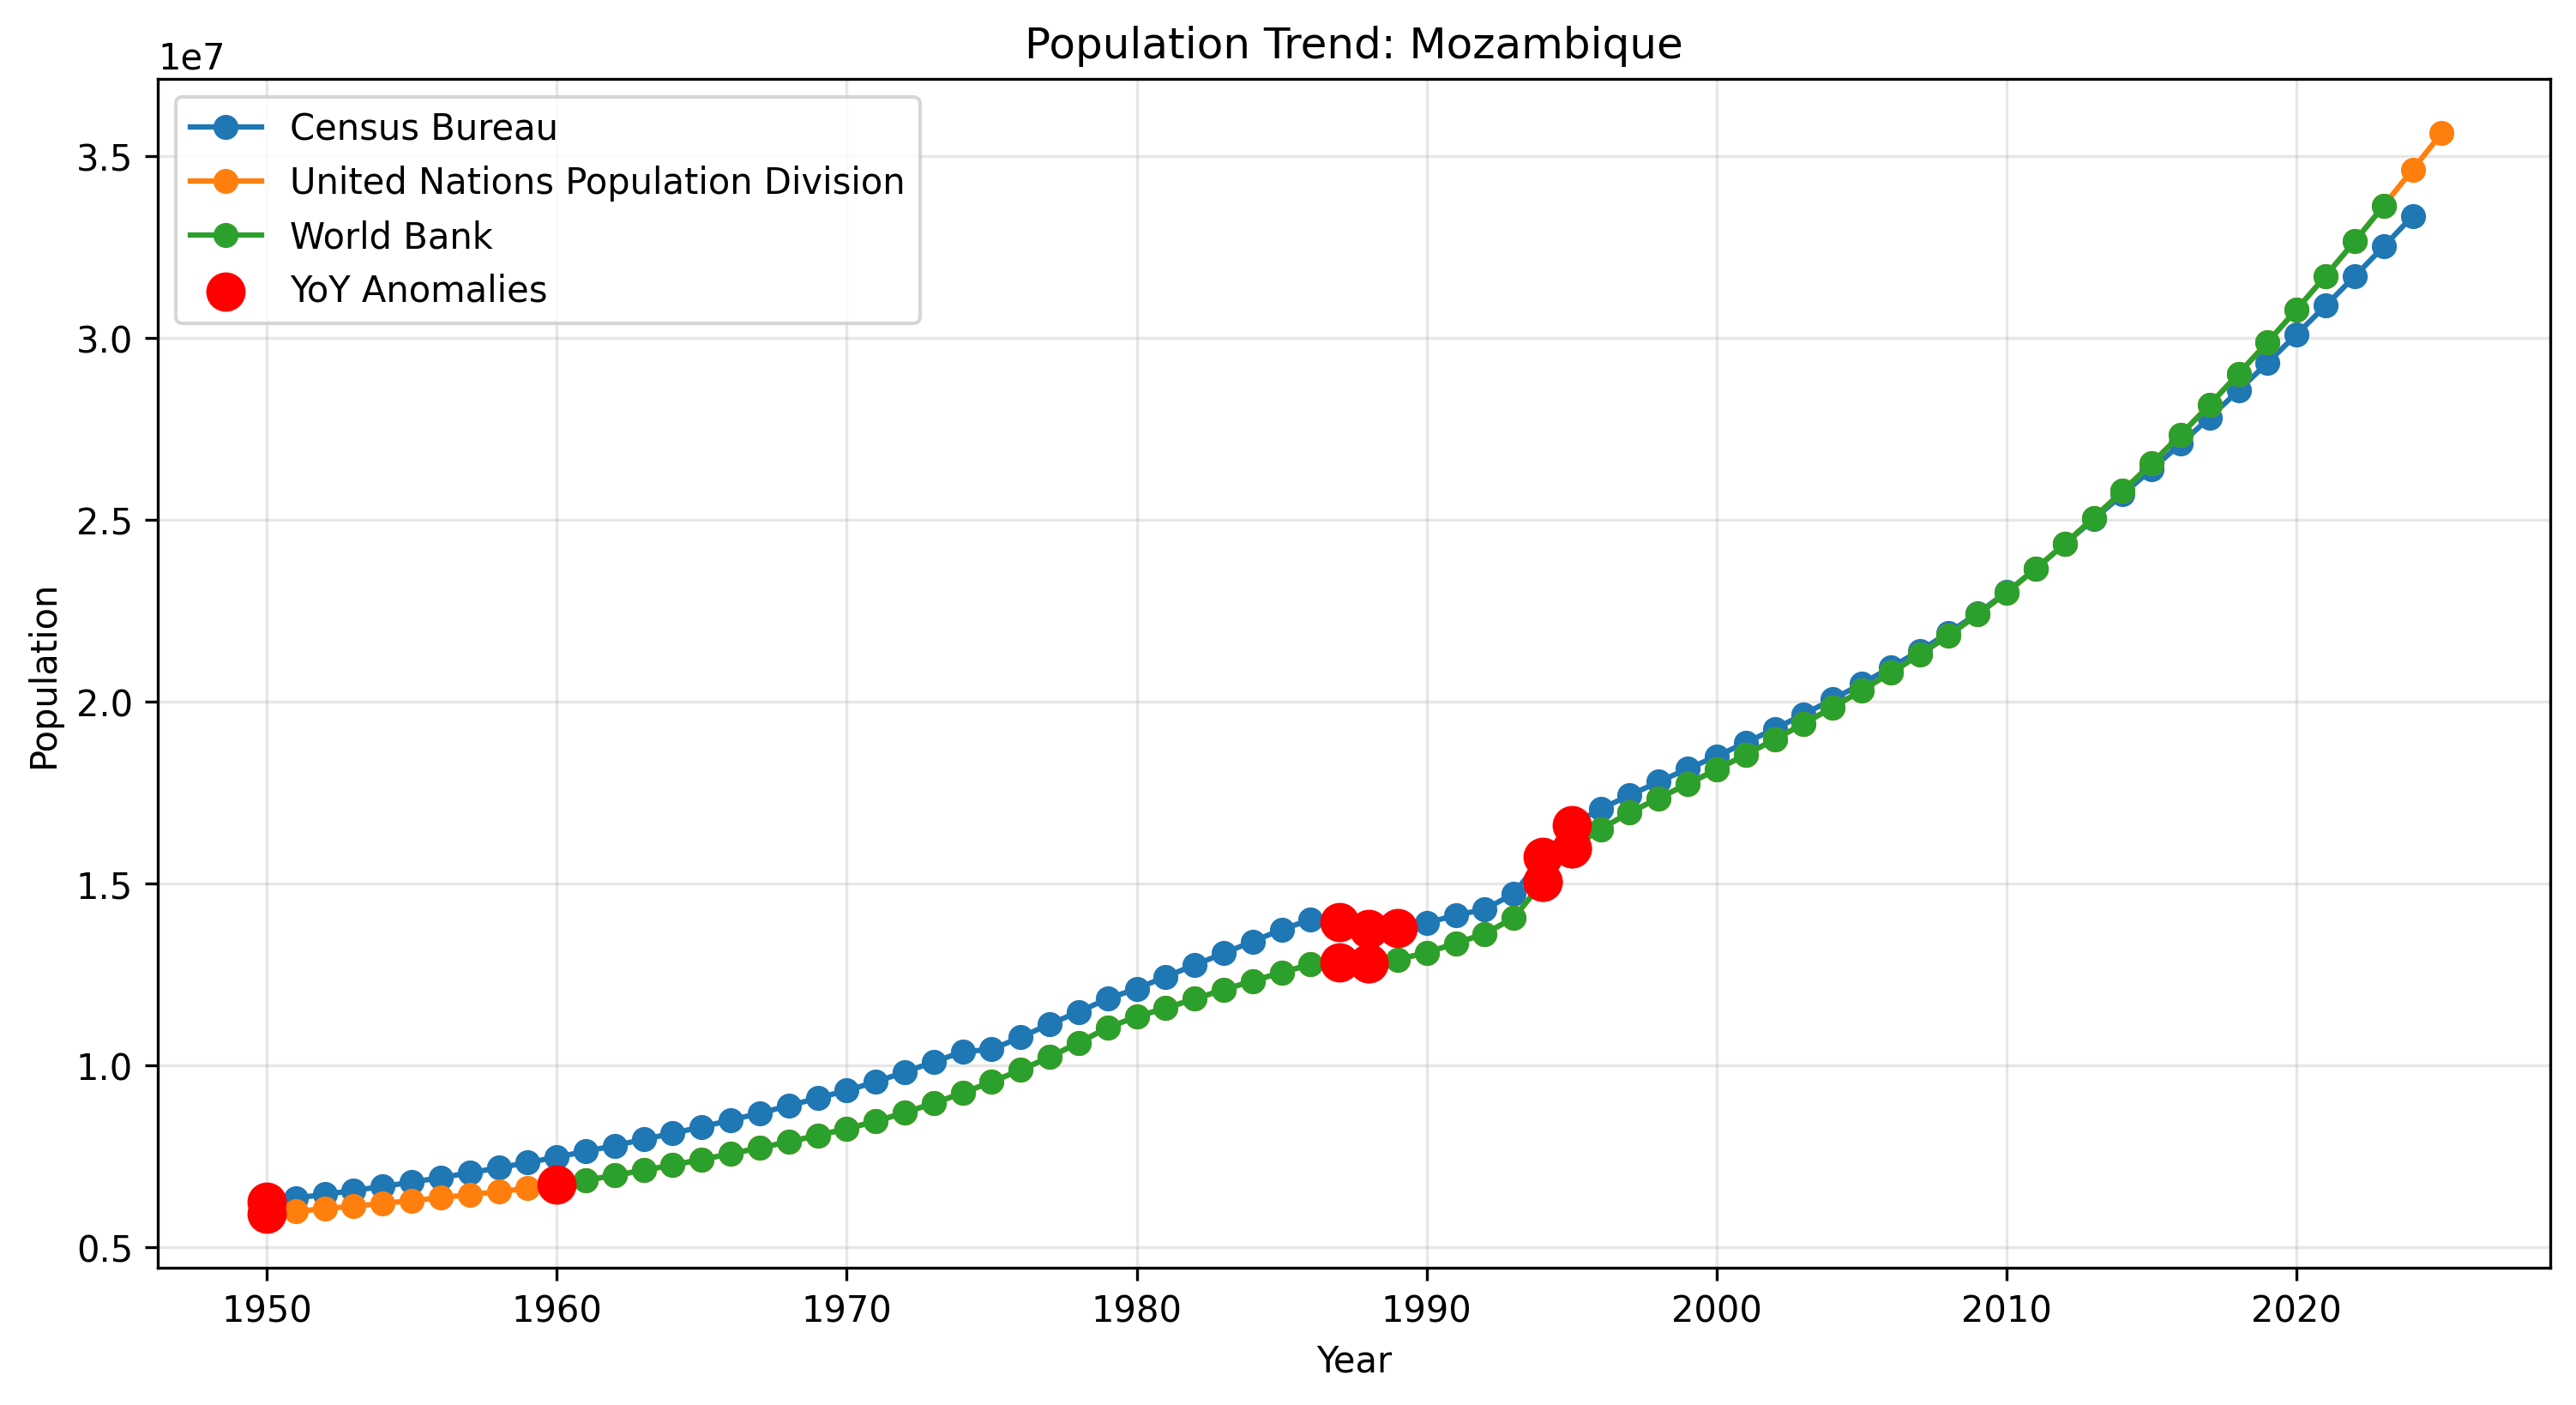 Population Trend: Mozambique
1e7
Census Bureau
United Nations Population Division
World Bank
YoY Anomalies
3.5
3.0
2.5
2.0
1.5
1.0
0.5
Population
1950 1960 1970 1980 1990 2000 2010 2020
Year